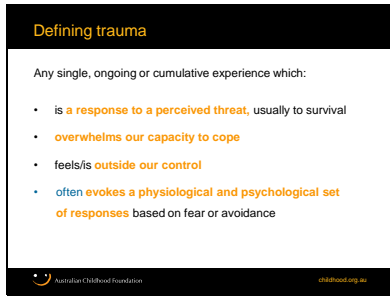 Defining trauma
Any single, ongoing or cumulative experience which:
• is a response to a perceived threat, usually to survival
• overwhelms our capacity to cope
• feels/is outside our control
• often evokes a physiological and psychological set
of responses based on fear or avoidance
Australian Childhood Foundation
childhood.org.au